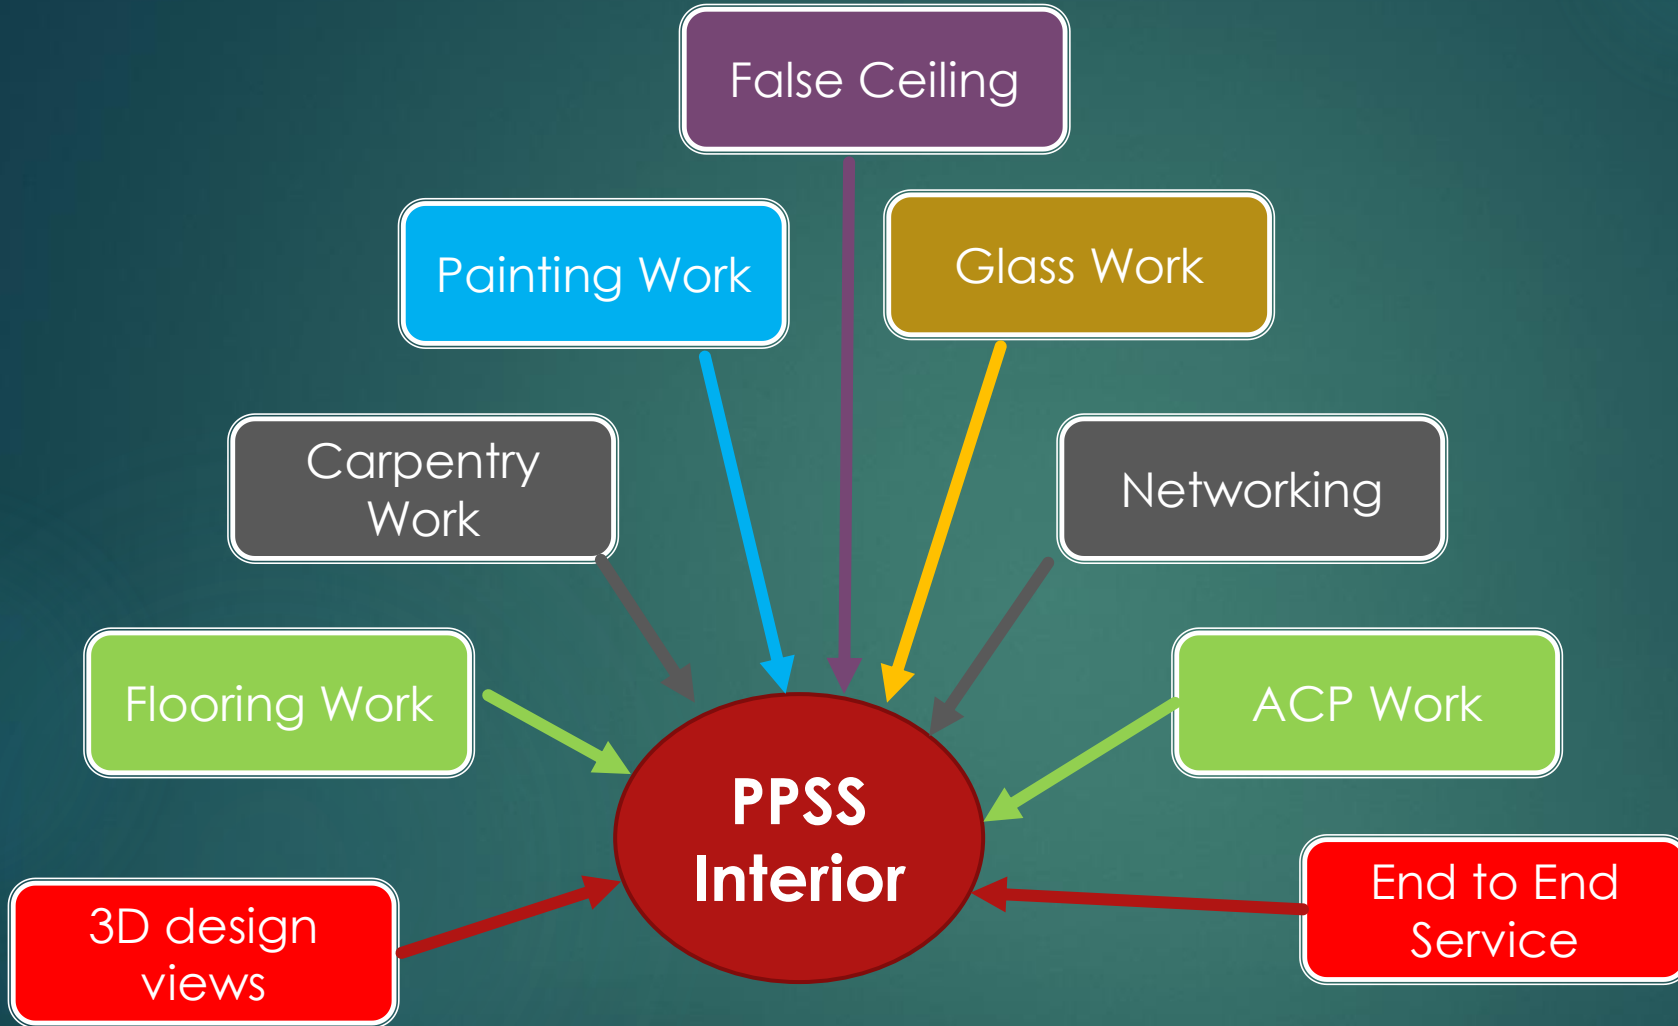 False Ceiling
Painting Work
Glass Work
Carpentry
Work
Networking
Flooring Work
ACP Work
PPSS
Interior
3D design
views
End to End
Service